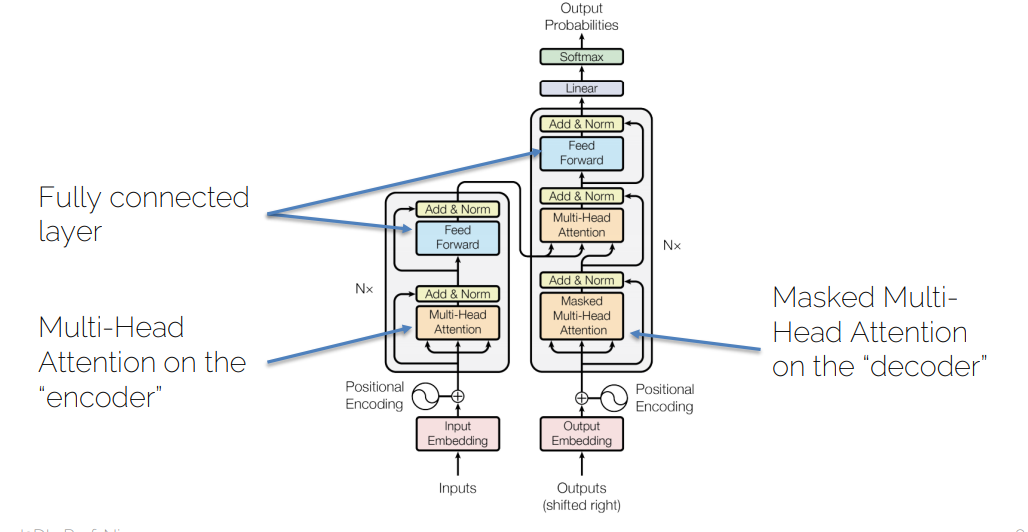 Output
Probabilities
Softmax
Linear
Add & Norm
Feed
Forward
Add & Norm
Multi-Head
Attention
Nx
Add & Norm
Masked
Multi-Head
Attention
Positional
Encoding
Output
Embedding
Outputs
(shifted right)
Add & Norm
Feed
Forward
Nx
Add & Norm
Multi-Head
Attention
Positional
Encoding
Input
Embedding
Inputs
Fully connected
layer
Multi-Head
Attention on the
“encoder”
Masked Multi-
Head Attention
on the “decoder”